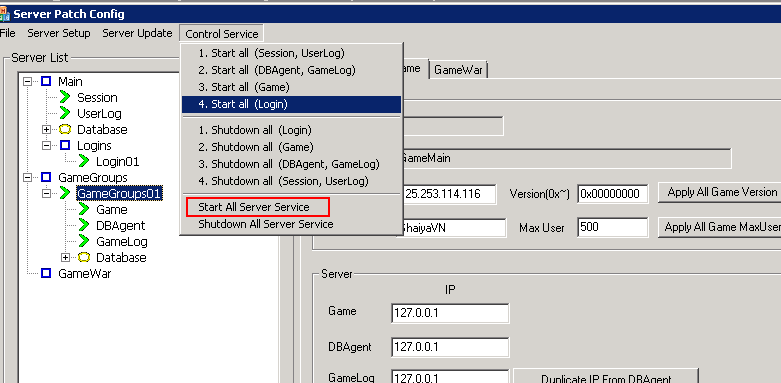 Server Patch Config
File Server Setup Server Update Control Service
Server List
Main
Session
UserLog
Database
Logins
Login01
GameGroups
GameGroups01
Game
DBAgent
GameLog
Database
GameWar
1. Start all (Session, UserLog)
2. Start all (DBAgent, GameLog)
3. Start all (Game)
4. Start all (Login)
1. Shutdown all (Login)
2. Shutdown all (Game)
3. Shutdown all (DBAgent, GameLog)
4. Shutdown all (Session, UserLog)
Start All Server Service
Shutdown All Server Service
GameWar
GameMain
25.253.114.116 Version(0x~) 0x00000000 Apply All Game Version
ShaiyaVN Max User 500 Apply All Game MaxUser
Server
IP
Game 127.0.0.1
DBAgent 127.0.0.1
GameLog 127.0.0.1 Duplicate IP From DBAgent